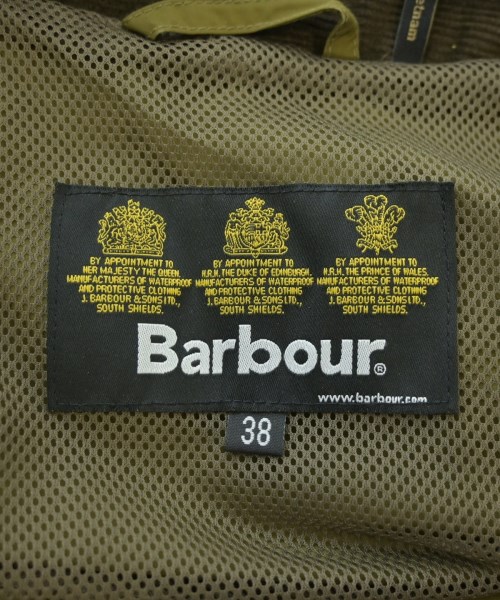 etnam
BY APPOINTMENT TO
HER MAJESTY THE QUEEN
MANUFACTURERS OF WATERPROOF
AND PROTECTIVE CLOTHING
J. BARBOUR & SONS LTD.,
SOUTH SHIELDS.
BY APPOINTMENT TO
H.R.H. THE DUKE OF EDINBURGH,
MANUFACTURERS OF WATERPROOF
AND PROTECTIVE CLOTHING
J. BARBOUR & SONS LTD.,
SOUTH SHIELDS.
BY APPOINTMENT TO
H.R.H. THE PRINCE OF WALES.
MANUFACTURERS OF WATERPROOF
AND PROTECTIVE CLOTHING
J. BARBOUR & SONS LTD.,
SOUTH SHIELDS.
Barbour®
www.barbour.com
38